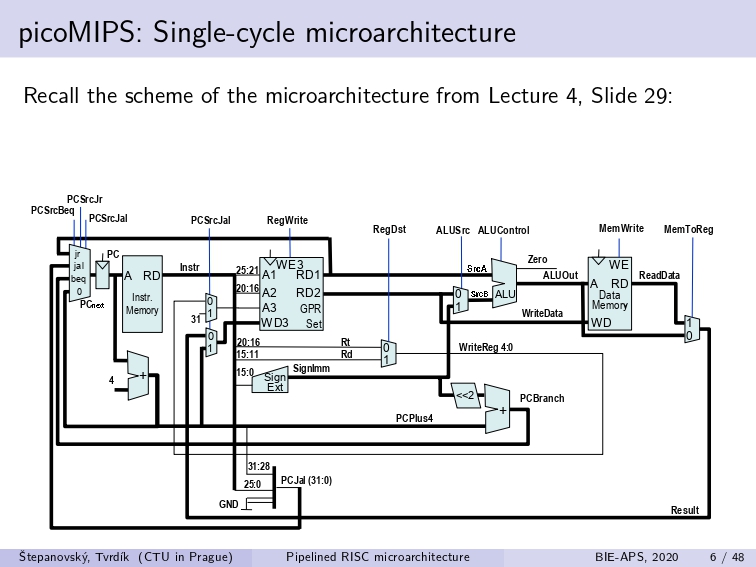 picoMIPS: Single-cycle microarchitecture
Recall the scheme of the microarchitecture from Lecture 4, Slide 29:
PCSrcJr
PCSrcBeq
PCSrcJal
PCSrcJal
RegWrite
RegDst
ALUSrc
ALUControl
MemWrite
MemToReg
jr
jal
beq
0
PC
PCnext
A RD
Instr.
Memory
Instr
25:21
20:16
0
1
31
0
1
WE3
A1 RD1
A2 RD2
A3 GPR
WD3 Set
SrcA
0
1
SrcB
ALU
Zero
ALUOut
WE
A RD
Data
Memory
WD
ReadData
WriteData
1
0
20:16 Rt
15:11 Rd
0
1
WriteReg 4:0
15:0
Sign
Ext
SignImm
4
+
<<2
+
PCBranch
PCPlus4
31:28
25:0
PCJal (31:0)
GND
Result
Štepanovský, Tvrdík (CTU in Prague)
Pipelined RISC microarchitecture
BIE-APS, 2020
6 / 48